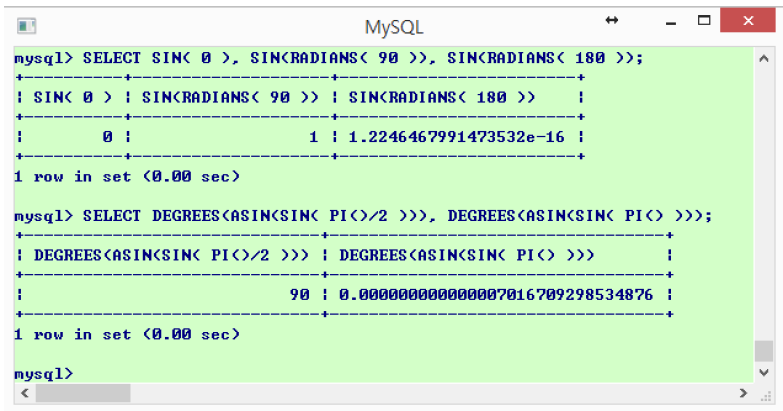 MySQL
mysql> SELECT SIN( 0 ), SIN(RADIANS( 90 )), SIN(RADIANS( 180 ));
+----------+--------------------+------------------------+
| SIN( 0 ) | SIN(RADIANS( 90 )) | SIN(RADIANS( 180 ))    |
+----------+--------------------+------------------------+
|        0 |                  1 | 1.2246467991473532e-16 |
+----------+--------------------+------------------------+
1 row in set (0.00 sec)
mysql> SELECT DEGREES(ASIN(SIN( PI()/2 ))), DEGREES(ASIN(SIN( PI() )));
+------------------------------+----------------------------------+
| DEGREES(ASIN(SIN( PI()/2 ))) | DEGREES(ASIN(SIN( PI() )))       |
+------------------------------+----------------------------------+
|                           90 | 0.000000000000007016709298534876 |
+------------------------------+----------------------------------+
1 row in set (0.00 sec)
mysql>